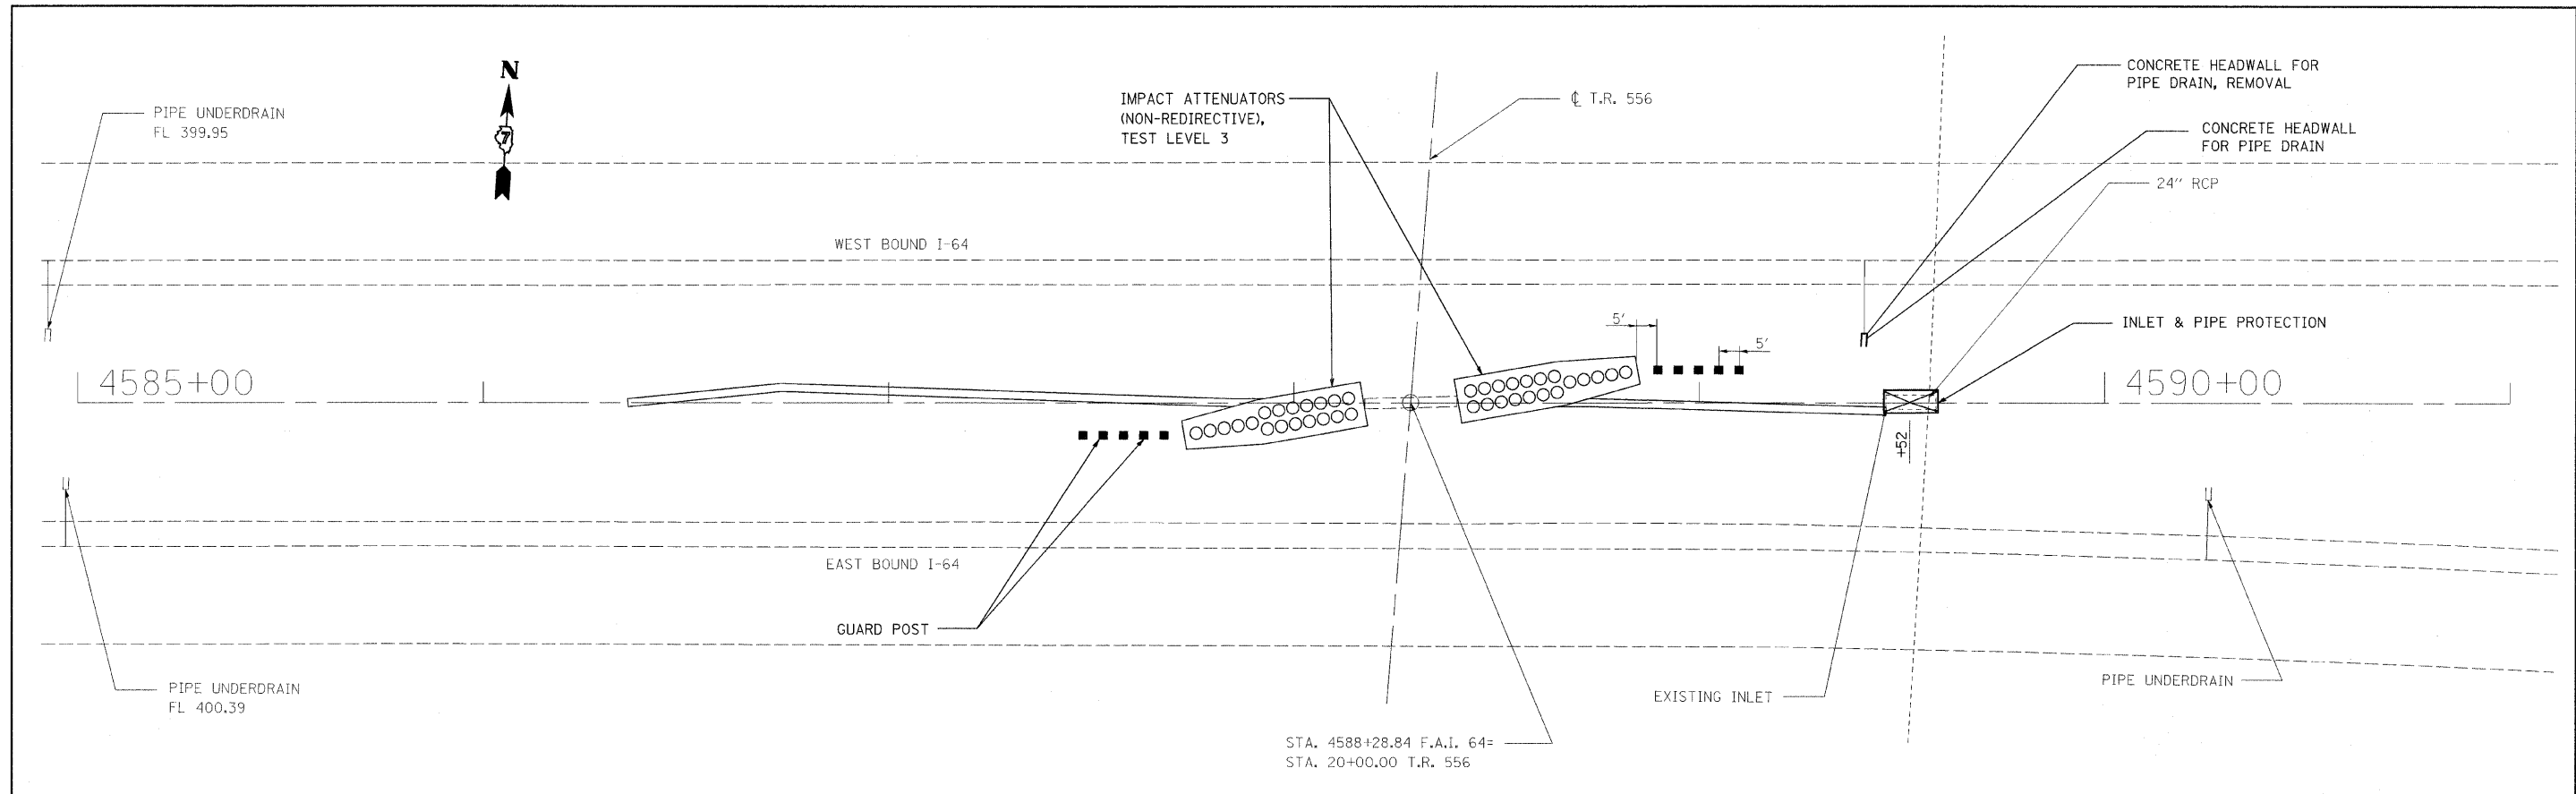 N
7
PIPE UNDERDRAIN
FL 399.95
IMPACT ATTENUATORS
(NON-REDIRECTIVE),
TEST LEVEL 3
℄ T.R. 556
CONCRETE HEADWALL FOR
PIPE DRAIN, REMOVAL
CONCRETE HEADWALL
FOR PIPE DRAIN
24" RCP
WEST BOUND I-64
5'
5'
INLET & PIPE PROTECTION
4585+00
4590+00
+52
EAST BOUND I-64
GUARD POST
PIPE UNDERDRAIN
FL 400.39
EXISTING INLET
PIPE UNDERDRAIN
STA. 4588+28.84 F.A.I. 64=
STA. 20+00.00 T.R. 556